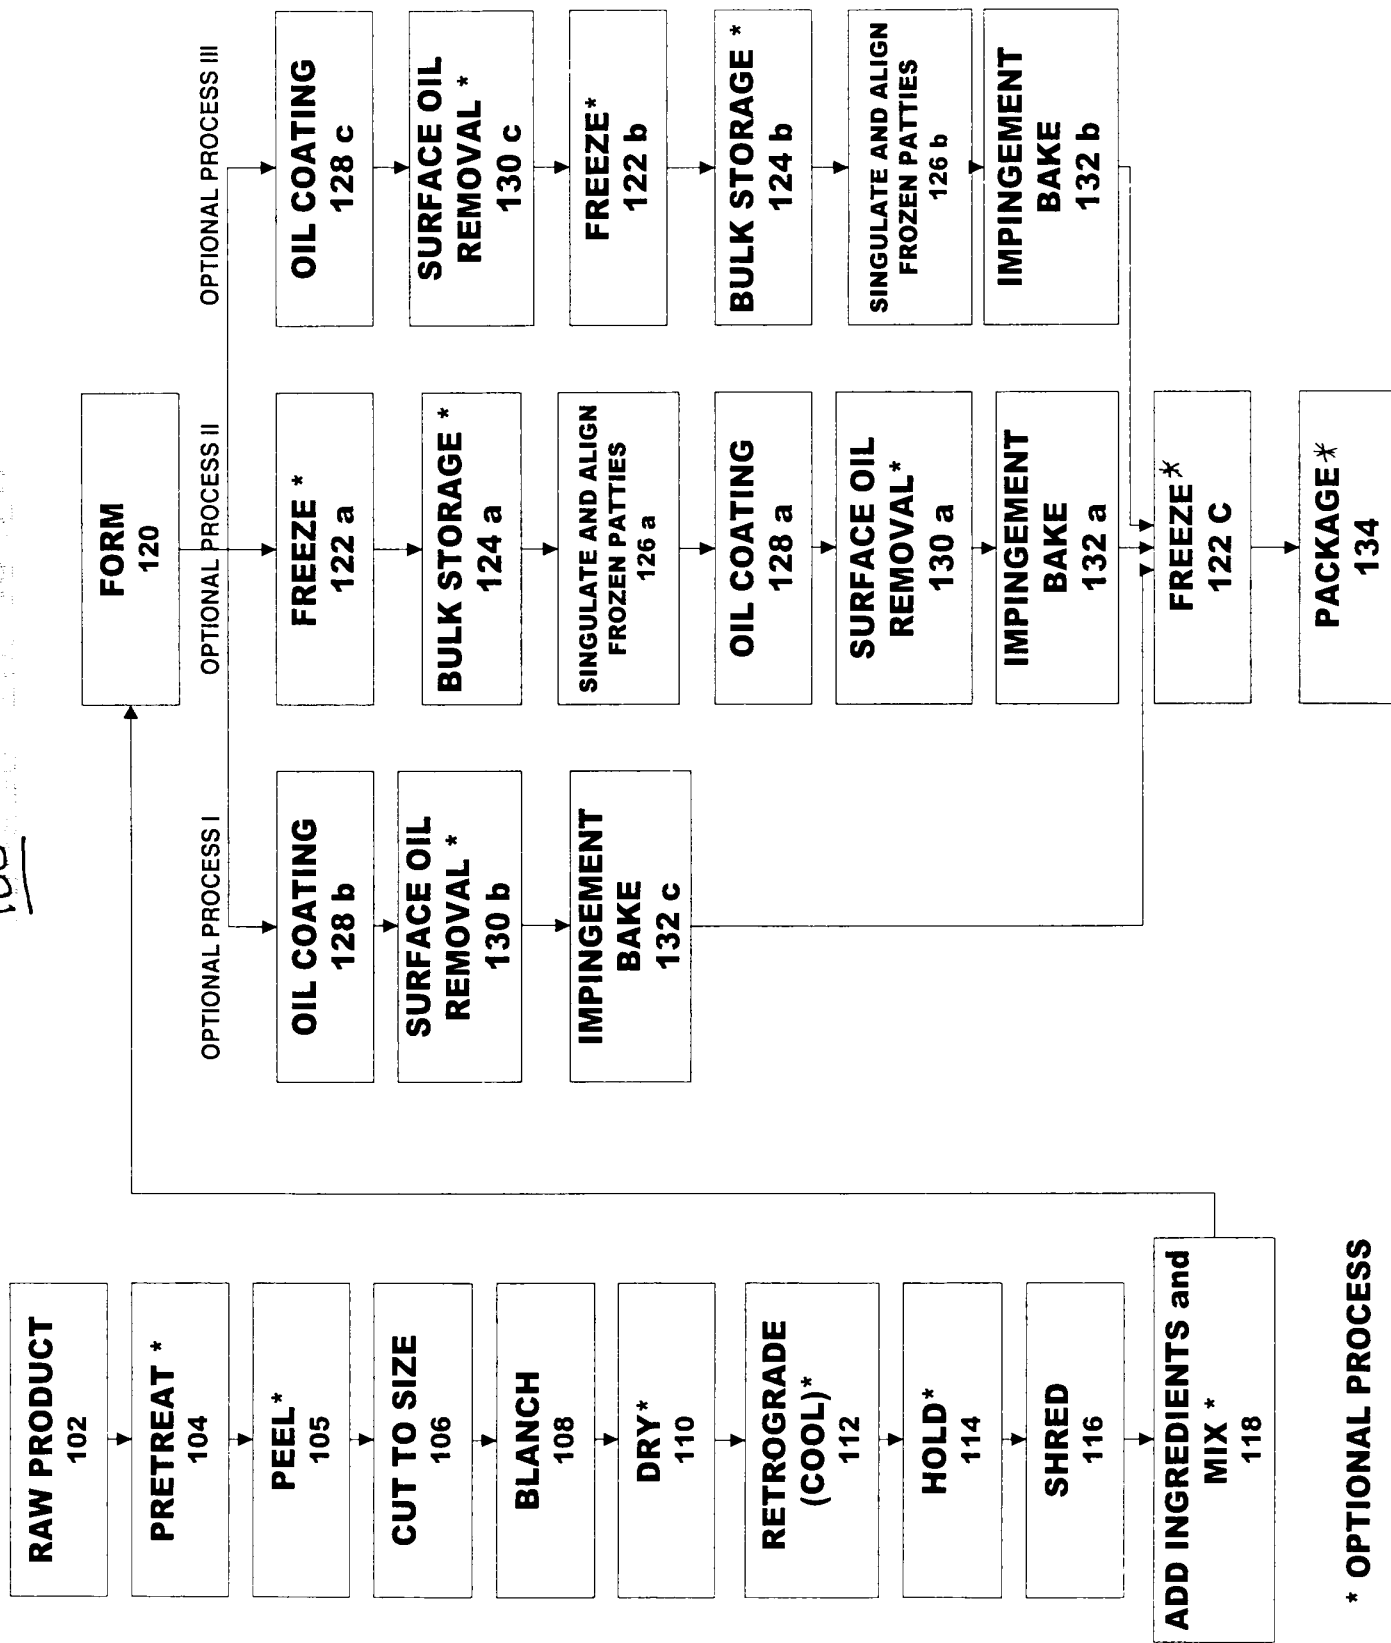 RAW PRODUCT
102
PRETREAT *
104
PEEL*
105
CUT TO SIZE
106
BLANCH
108
DRY*
110
RETROGRADE
(COOL)*
112
HOLD*
114
SHRED
116
ADD INGREDIENTS and
MIX *
118
FORM
120
OPTIONAL PROCESS I
OIL COATING
128 b
SURFACE OIL
REMOVAL *
130 b
IMPINGEMENT
BAKE
132 c
OPTIONAL PROCESS II
FREEZE *
122 a
BULK STORAGE *
124 a
SINGULATE AND ALIGN
FROZEN PATTIES
126 a
OIL COATING
128 a
SURFACE OIL
REMOVAL*
130 a
IMPINGEMENT
BAKE
132 a
OPTIONAL PROCESS III
OIL COATING
128 c
SURFACE OIL
REMOVAL *
130 c
FREEZE*
122 b
BULK STORAGE *
124 b
SINGULATE AND ALIGN
FROZEN PATTIES
126 b
IMPINGEMENT
BAKE
132 b
FREEZE*
122 C
PACKAGE*
134
* OPTIONAL PROCESS